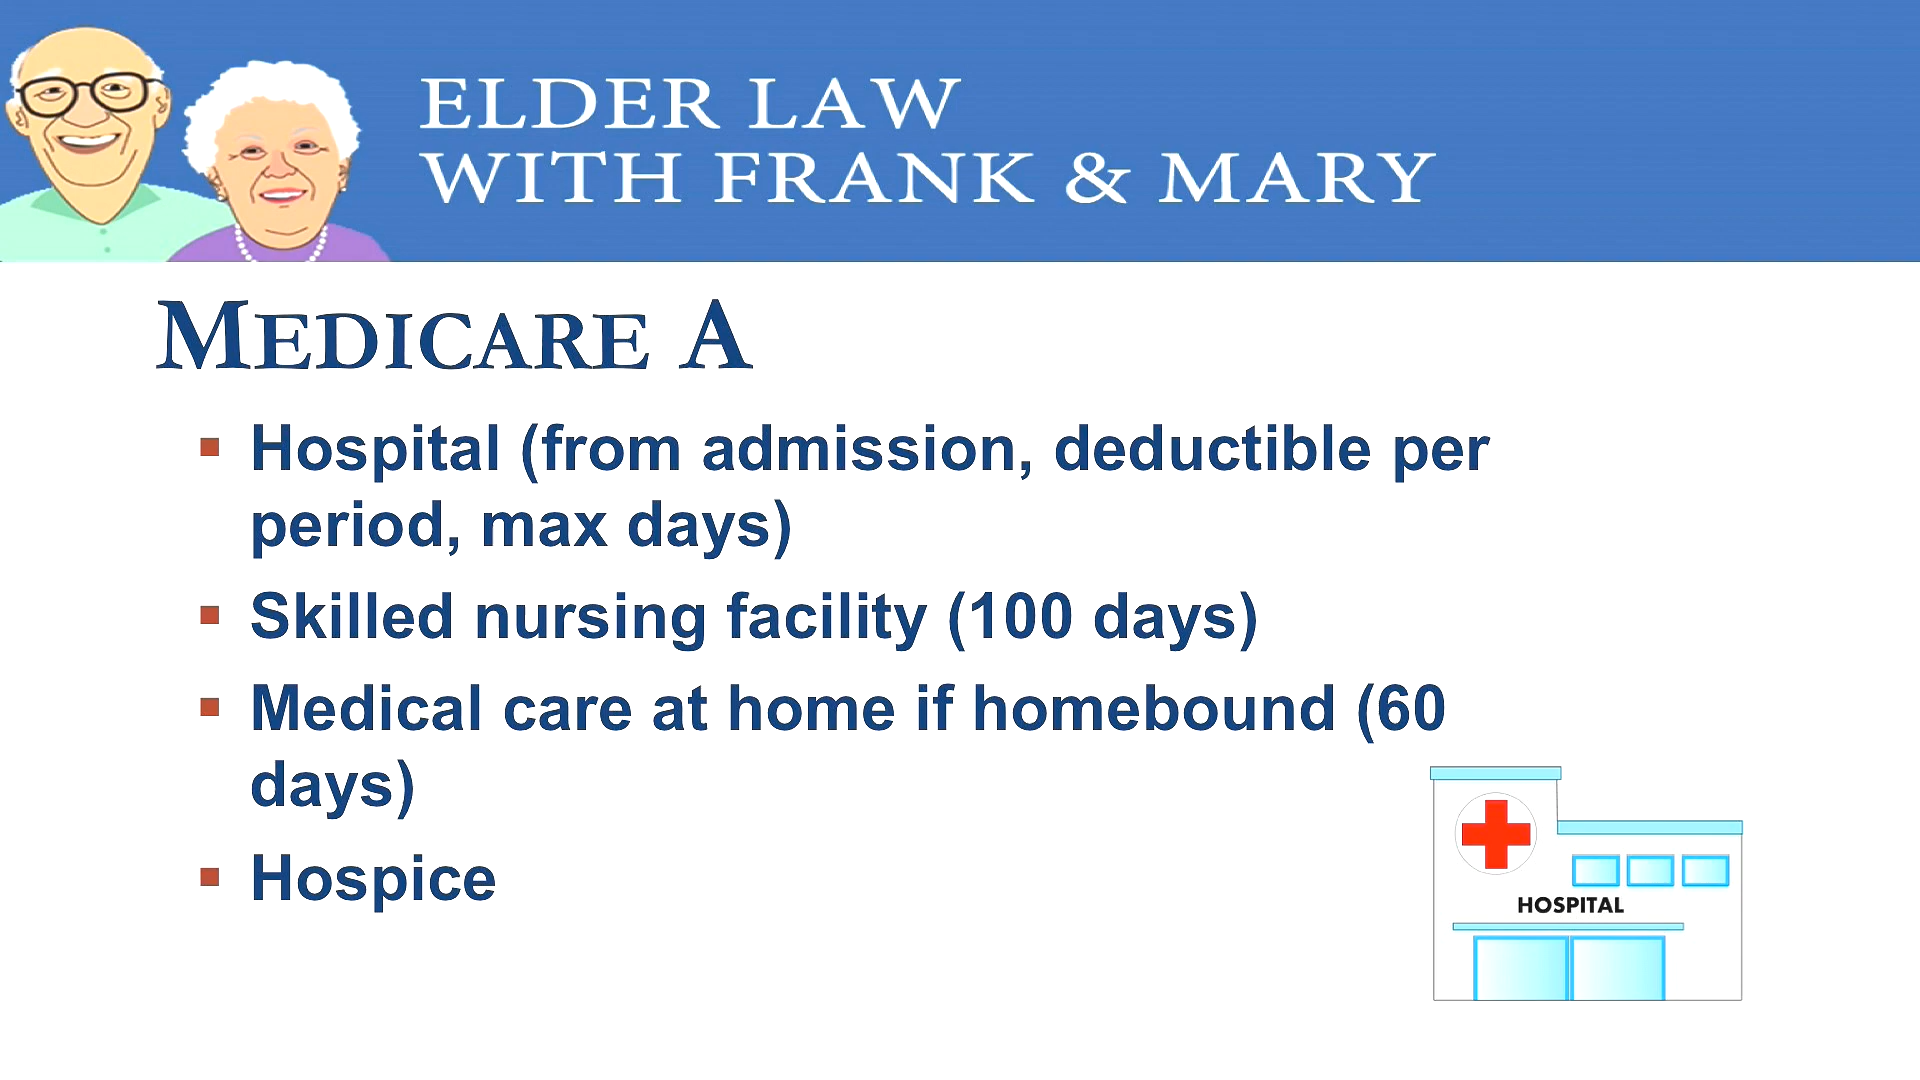 ELDER LAW
WITH FRANK & MARY
MEDICARE A
Hospital (from admission, deductible per
period, max days)
Skilled nursing facility (100 days)
Medical care at home if homebound (60
days)
Hospice
HOSPITAL